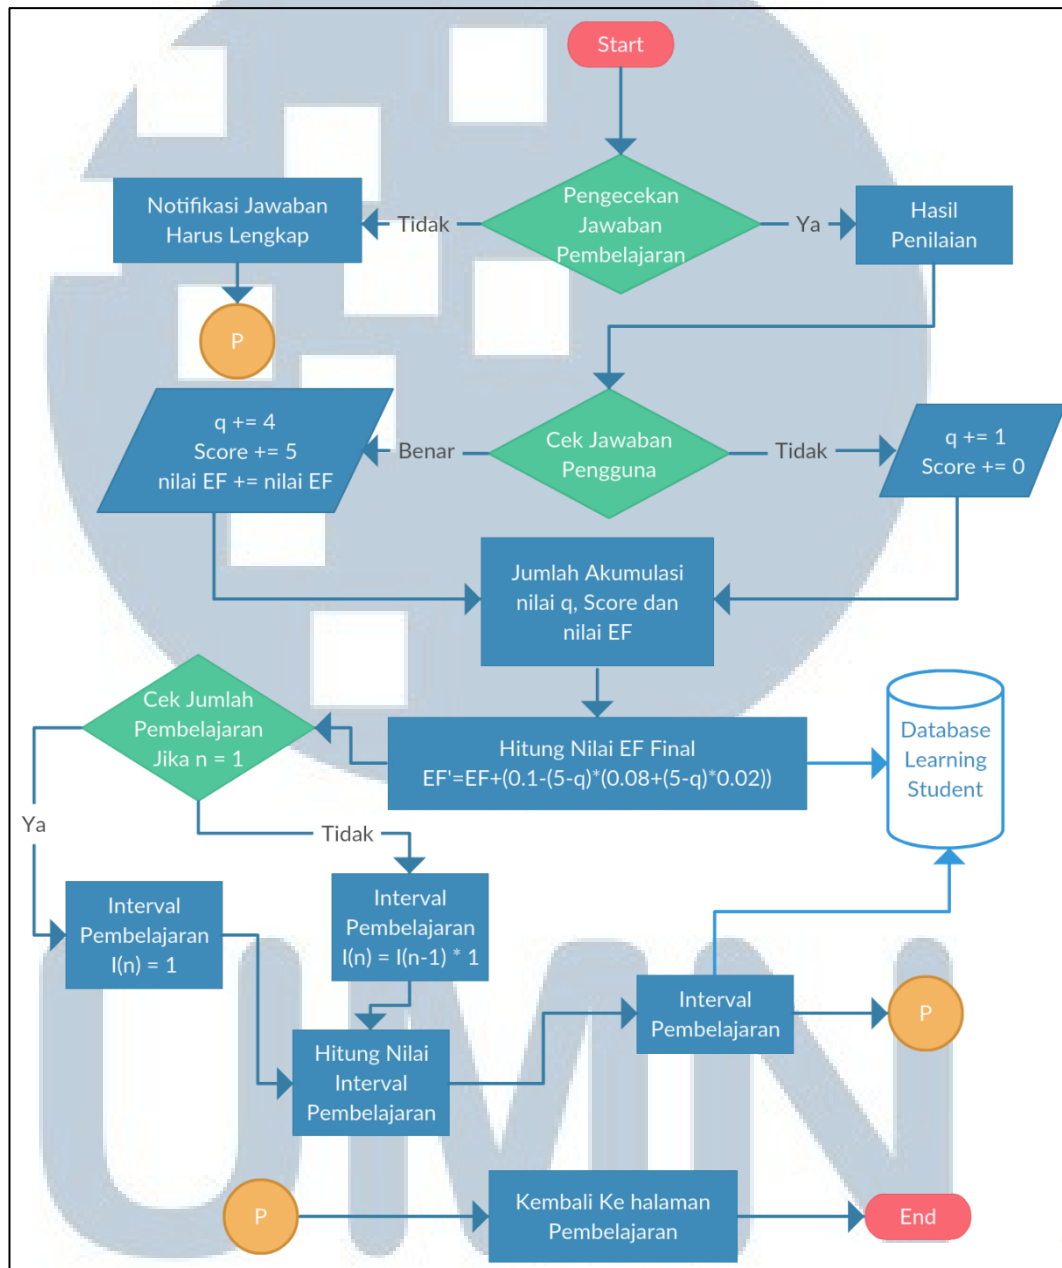 Start
Pengecekan
Jawaban
Pembelajaran
Tidak
Ya
Notifikasi Jawaban
Harus Lengkap
Hasil
Penilaian
P
Cek Jawaban
Pengguna
Benar
Tidak
q += 4
Score += 5
nilai EF += nilai EF
q += 1
Score += 0
Jumlah Akumulasi
nilai q, Score dan
nilai EF
Hitung Nilai EF Final
EF'=EF+(0.1-(5-q)*(0.08+(5-q)*0.02))
Database
Learning
Student
Cek Jumlah
Pembelajaran
Jika n = 1
Ya
Tidak
Interval
Pembelajaran
I(n) = 1
Interval
Pembelajaran
I(n) = I(n-1) * 1
Hitung Nilai
Interval
Pembelajaran
Interval
Pembelajaran
P
P
Kembali Ke halaman
Pembelajaran
End
UMN